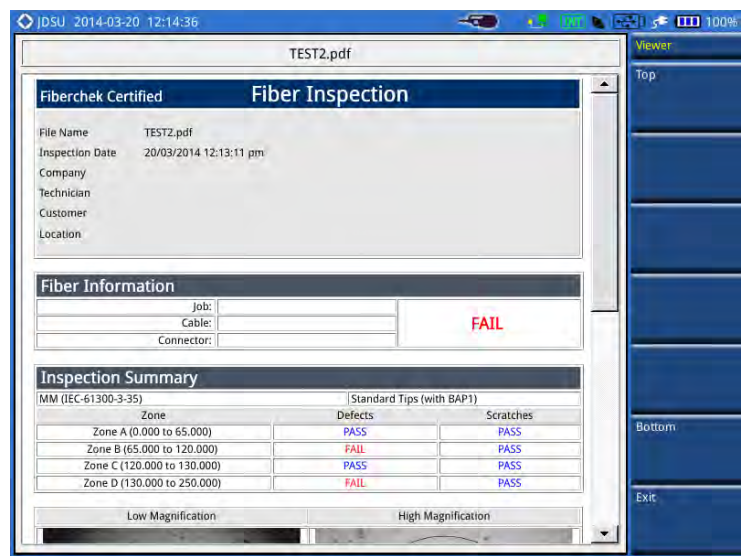 JDSU 2014-03-20 12:14:36
INT
100%
TEST2.pdf
Viewer
Top
Bottom
Exit
Fiberchek Certified Fiber Inspection
File Name TEST2.pdf
Inspection Date 20/03/2014 12:13:11 pm
Company
Technician
Customer
Location
Fiber Information
Job:
Cable:
Connector:
FAIL
Inspection Summary
MM (IEC-61300-3-35) Standard Tips (with BAP1)
Zone Defects Scratches
Zone A (0.000 to 65.000) PASS PASS
Zone B (65.000 to 120.000) FAIL PASS
Zone C (120.000 to 130.000) PASS PASS
Zone D (130.000 to 250.000) FAIL PASS
Low Magnification High Magnification